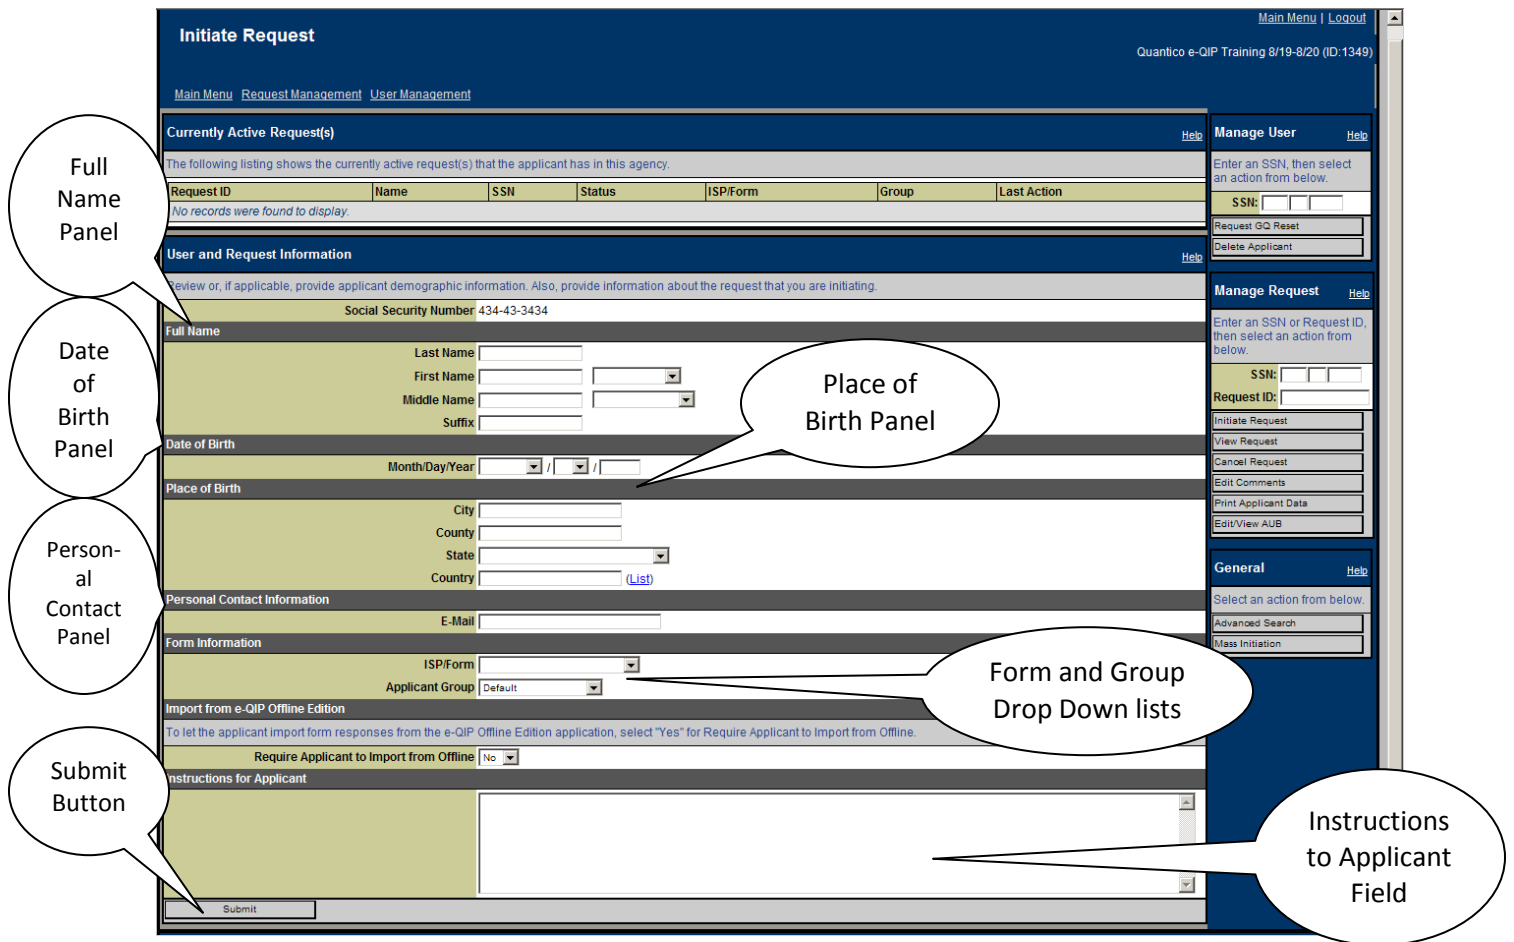 Initiate Request
Main Menu | Logout
Quantico e-QIP Training 8/19-8/20 (ID:1349)
Main Menu Request Management User Management
Currently Active Request(s) Help
The following listing shows the currently active request(s) that the applicant has in this agency.
Request ID Name SSN Status ISP/Form Group Last Action
No records were found to display.
User and Request Information Help
Review or, if applicable, provide applicant demographic information. Also, provide information about the request that you are initiating.
Social Security Number 434-43-3434
Full Name
Last Name
First Name
Middle Name
Suffix
Date of Birth
Month/Day/Year / /
Place of Birth
City
County
State
Country (List)
Personal Contact Information
E-Mail
Form Information
ISP/Form
Applicant Group Default
Import from e-QIP Offline Edition
To let the applicant import form responses from the e-QIP Offline Edition application, select "Yes" for Require Applicant to Import from Offline.
Require Applicant to Import from Offline No
Instructions for Applicant
Submit
Manage User Help
Enter an SSN, then select
an action from below.
SSN:
Request GQ Reset
Delete Applicant
Manage Request Help
Enter an SSN or Request ID,
then select an action from
below.
SSN:
Request ID:
Initiate Request
View Request
Cancel Request
Edit Comments
Print Applicant Data
Edit/View AUB
General Help
Select an action from below.
Advanced Search
Mass Initiation
Full
Name
Panel
Date
of
Birth
Panel
Person-
al
Contact
Panel
Submit
Button
Place of
Birth Panel
Form and Group
Drop Down lists
Instructions
to Applicant
Field